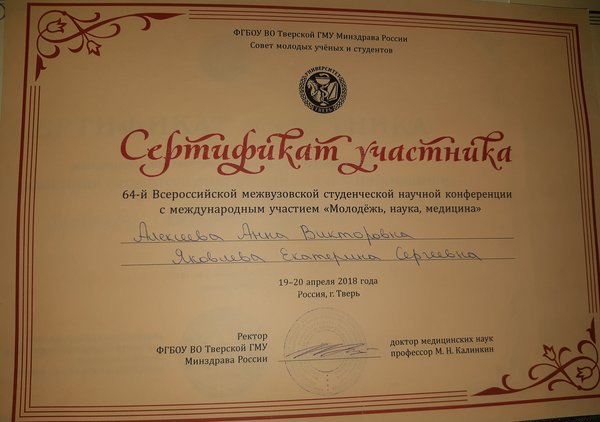 ФГБОУ ВО Тверской ГМУ Минздрава России
Совет молодых учёных и студентов
УНИВЕРСИТЕТ
ТВЕРЬ
Сертификат участника
64-й Всероссийской межвузовской студенческой научной конференции
с международным участием «Молодёжь, наука, медицина»
Алексеева Анна Викторовна
Яковлева Екатерина Сергеевна
19–20 апреля 2018 года
Россия, г. Тверь
Ректор
ФГБОУ ВО Тверской ГМУ
Минздрава России
доктор медицинских наук
профессор М. Н. Калинкин